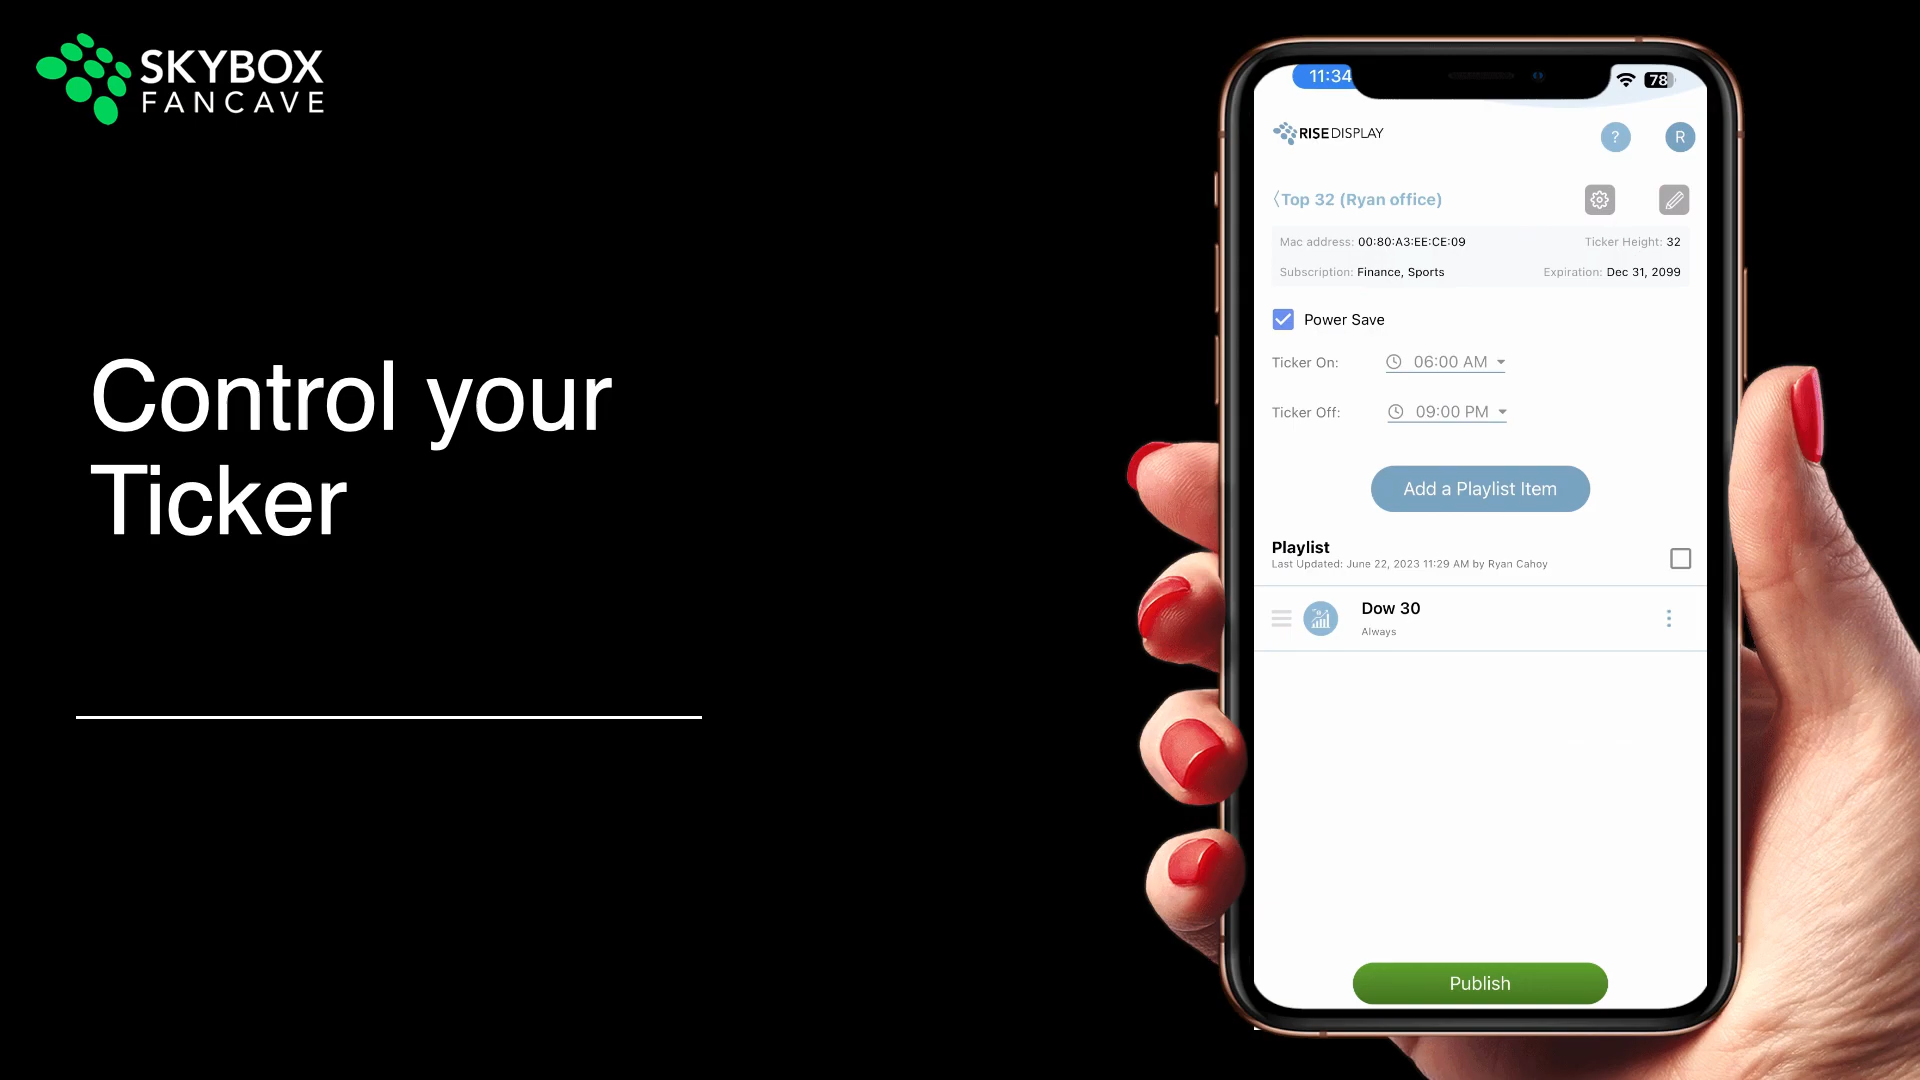 SKYBOX
FANCAVE
Control your
Ticker
11:34
78
RISE DISPLAY
?
R
〈Top 32 (Ryan office)
Mac address: 00:80:A3:EE:CE:09 Ticker Height: 32
Subscription: Finance, Sports Expiration: Dec 31, 2099
Power Save
Ticker On: 06:00 AM
Ticker Off: 09:00 PM
Add a Playlist Item
Playlist
Last Updated: June 22, 2023 11:29 AM by Ryan Cahoy
Dow 30
Always
Publish